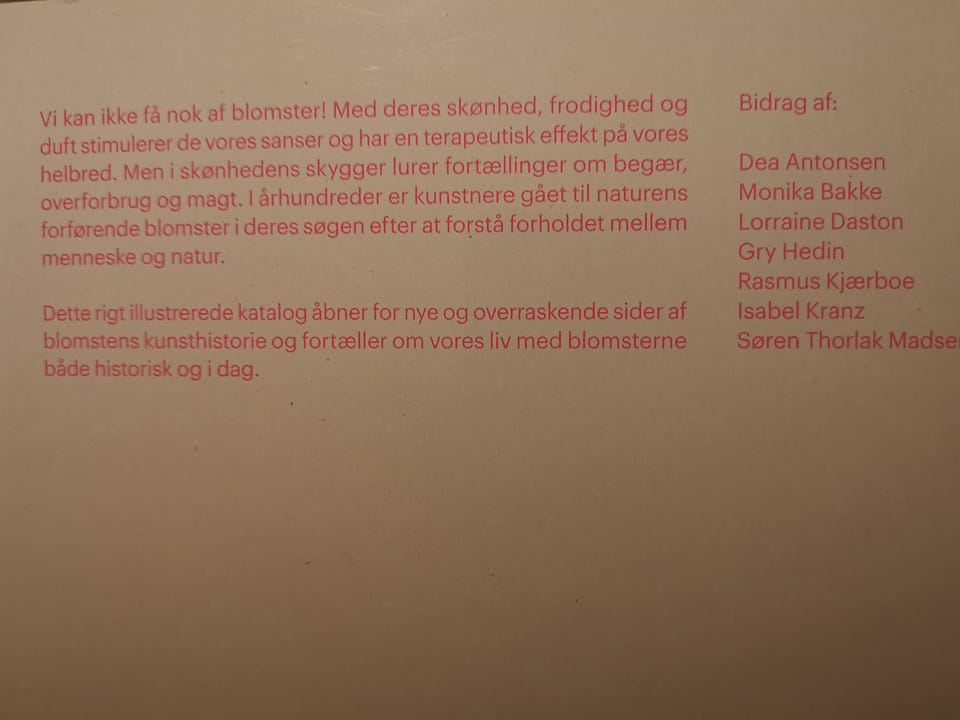 Vi kan ikke få nok af blomster! Med deres skønhed, frodighed og
duft stimulerer de vores sanser og har en terapeutisk effekt på vores
helbred. Men i skønhedens skygger lurer fortællinger om begær,
overforbrug og magt. I århundreder er kunstnere gået til naturens
forførende blomster i deres søgen efter at forstå forholdet mellem
menneske og natur.
Dette rigt illustrerede katalog åbner for nye og overraskende sider af
blomstens kunsthistorie og fortæller om vores liv med blomsterne
både historisk og i dag.
Bidrag af:
Dea Antonsen
Monika Bakke
Lorraine Daston
Gry Hedin
Rasmus Kjærboe
Isabel Kranz
Søren Thorlak